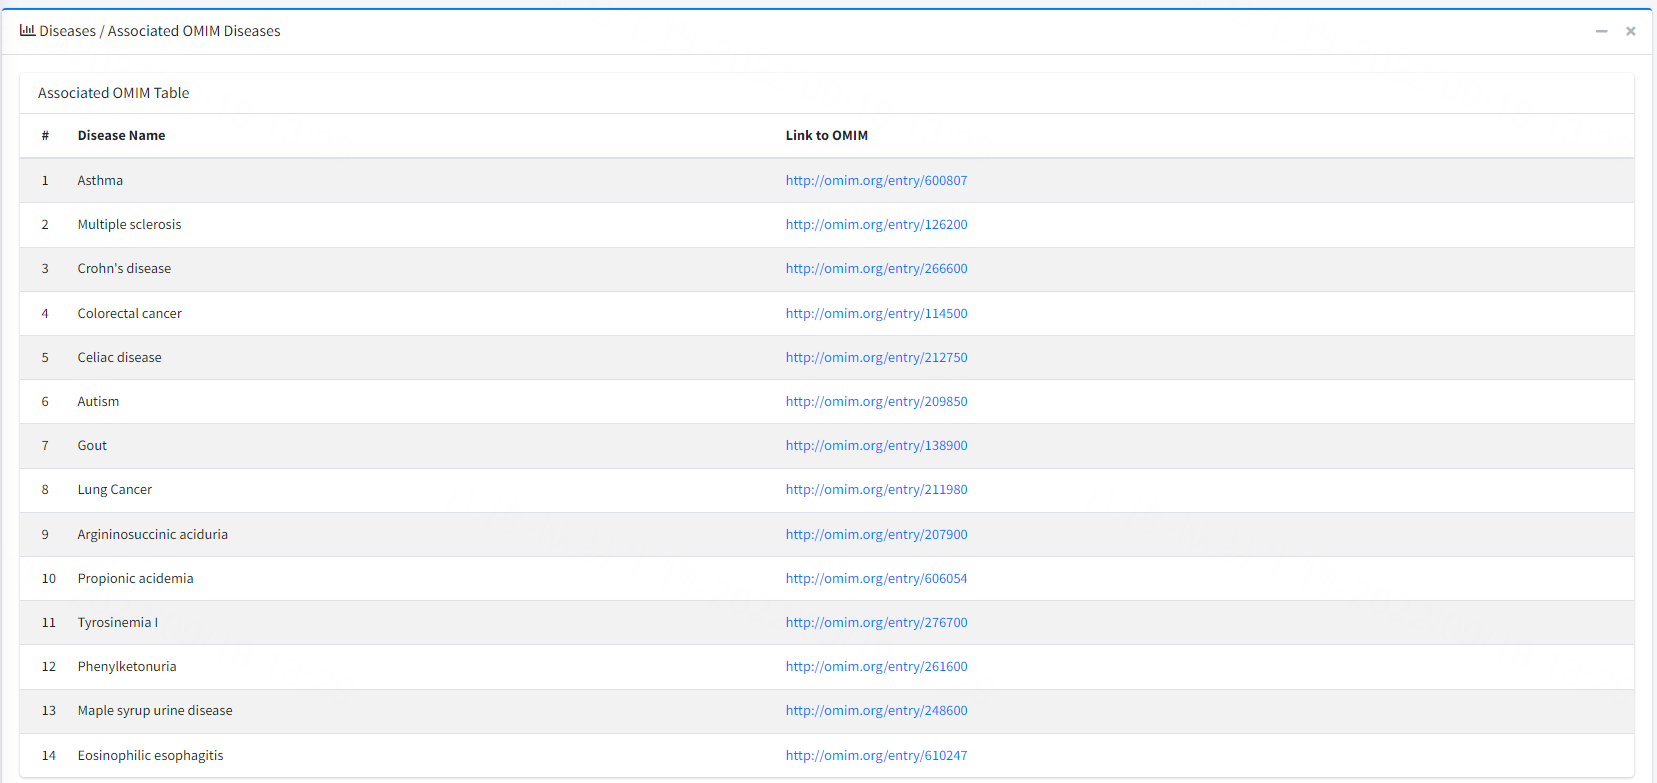 Diseases / Associated OMIM Diseases
Associated OMIM Table
# Disease Name Link to OMIM
1 Asthma http://omim.org/entry/600807
2 Multiple sclerosis http://omim.org/entry/126200
3 Crohn's disease http://omim.org/entry/266600
4 Colorectal cancer http://omim.org/entry/114500
5 Celiac disease http://omim.org/entry/212750
6 Autism http://omim.org/entry/209850
7 Gout http://omim.org/entry/138900
8 Lung Cancer http://omim.org/entry/211980
9 Argininosuccinic aciduria http://omim.org/entry/207900
10 Propionic acidemia http://omim.org/entry/606054
11 Tyrosinemia I http://omim.org/entry/276700
12 Phenylketonuria http://omim.org/entry/261600
13 Maple syrup urine disease http://omim.org/entry/248600
14 Eosinophilic esophagitis http://omim.org/entry/610247